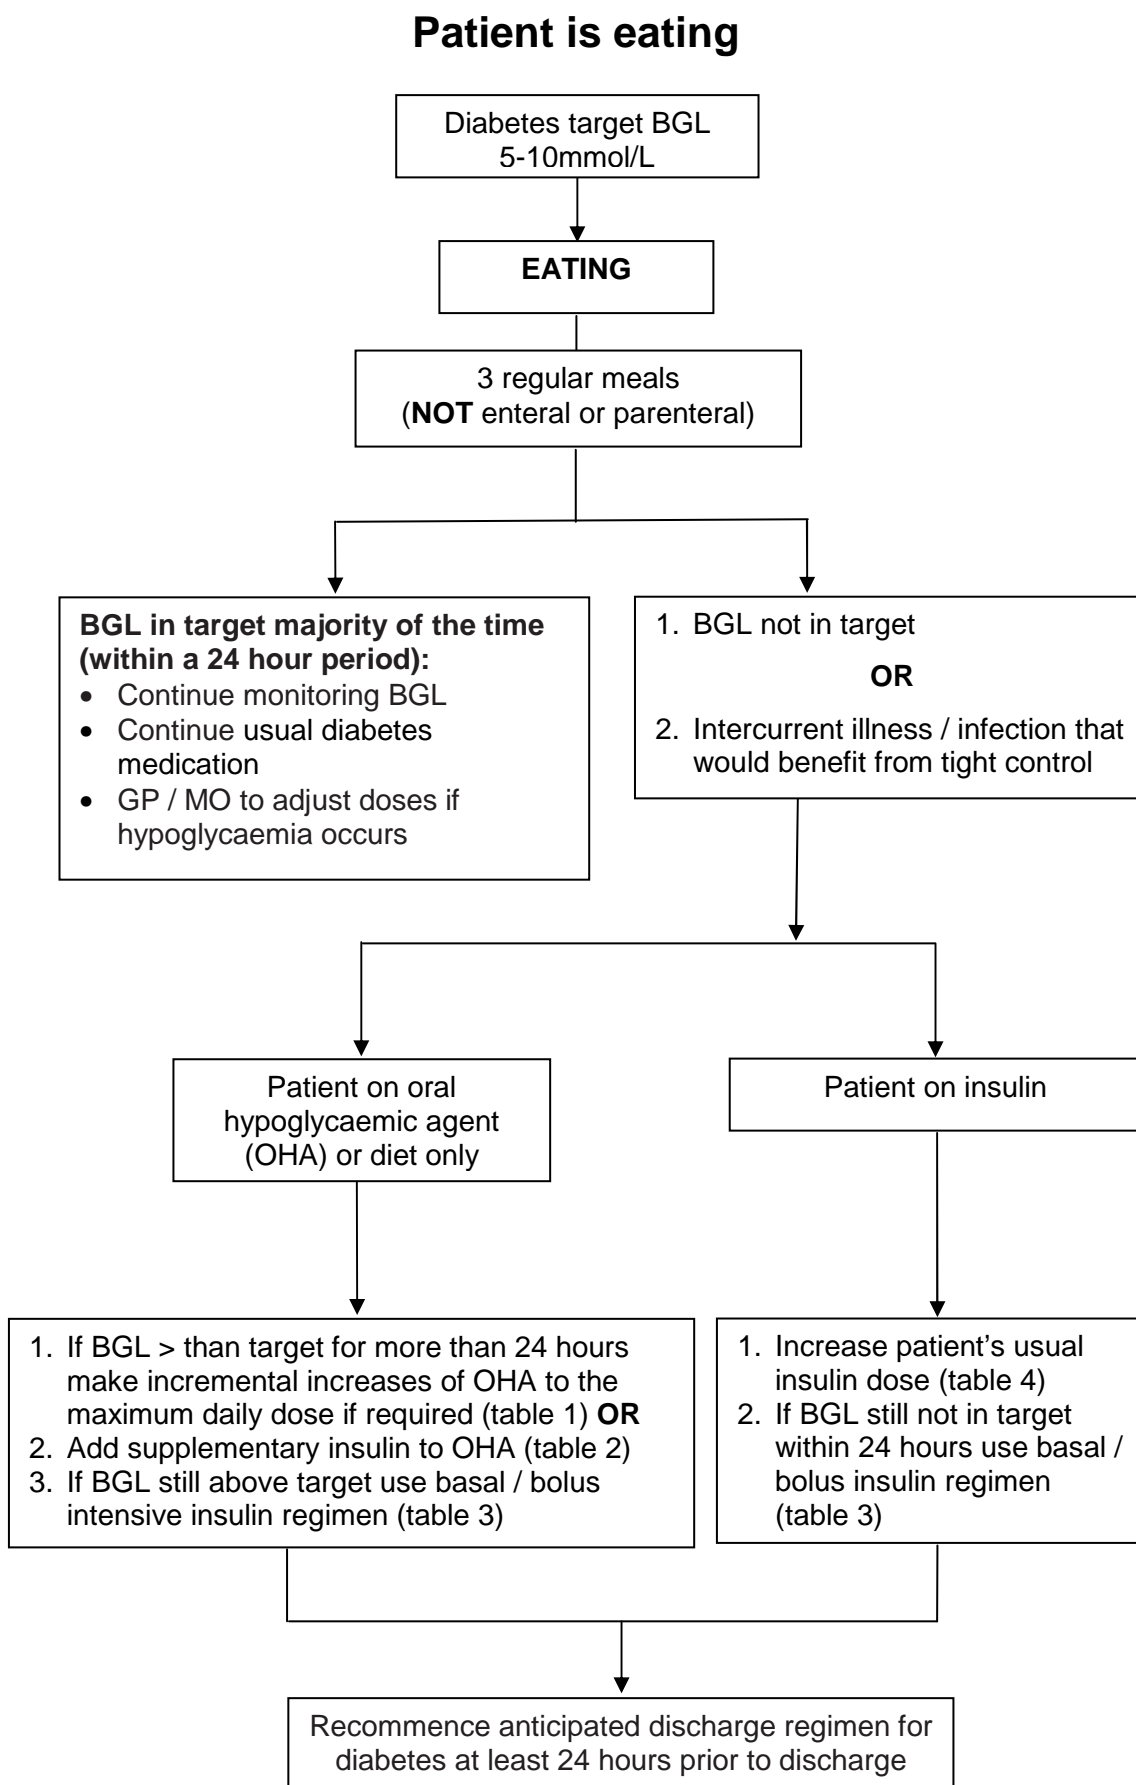 Patient is eating
Diabetes target BGL
5-10mmol/L
EATING
3 regular meals
(NOT enteral or parenteral)
BGL in target majority of the time
(within a 24 hour period):
• Continue monitoring BGL
• Continue usual diabetes
medication
• GP / MO to adjust doses if
hypoglycaemia occurs
1. BGL not in target
OR
2. Intercurrent illness / infection that
would benefit from tight control
Patient on oral
hypoglycaemic agent
(OHA) or diet only
Patient on insulin
1. If BGL > than target for more than 24 hours
make incremental increases of OHA to the
maximum daily dose if required (table 1) OR
2. Add supplementary insulin to OHA (table 2)
3. If BGL still above target use basal / bolus
intensive insulin regimen (table 3)
1. Increase patient’s usual
insulin dose (table 4)
2. If BGL still not in target
within 24 hours use basal /
bolus insulin regimen
(table 3)
Recommence anticipated discharge regimen for
diabetes at least 24 hours prior to discharge